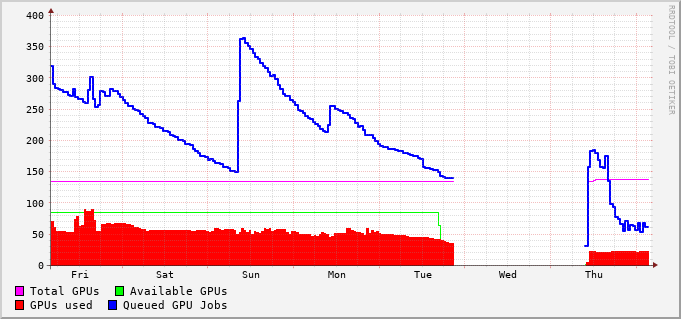 400
350
300
250
200
150
100
50
0
Fri Sat Sun Mon Tue Wed Thu
Total GPUs Available GPUs
GPUs used Queued GPU Jobs
RRDTOOL / TOBI OETIKER